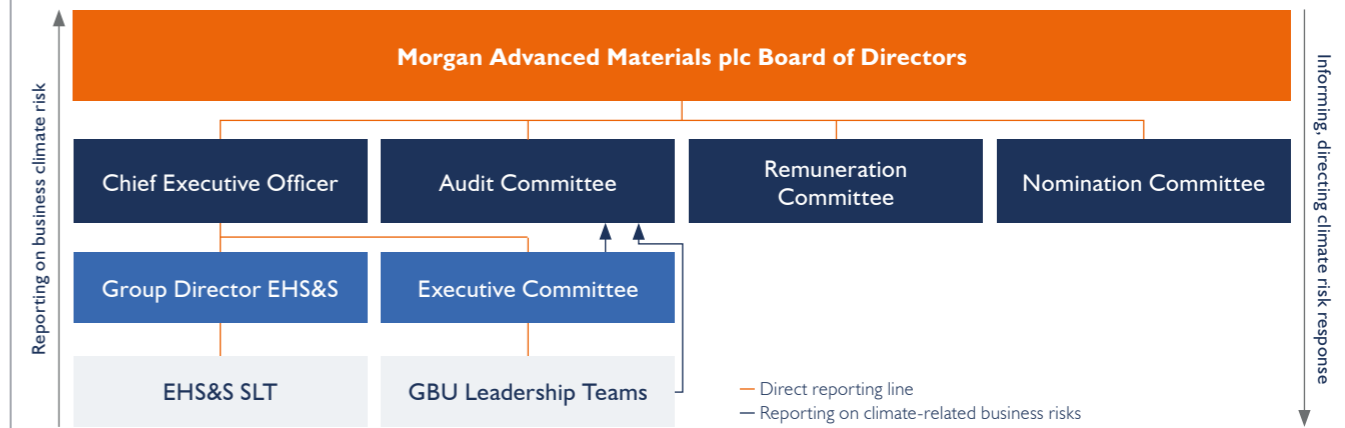 Morgan Advanced Materials plc Board of Directors
Reporting on business climate risk
Informing, directing climate risk response
Chief Executive Officer
Audit Committee
Remuneration
Committee
Nomination Committee
Group Director EHS&S
Executive Committee
EHS&S SLT
GBU Leadership Teams
Direct reporting line
Reporting on climate-related business risks